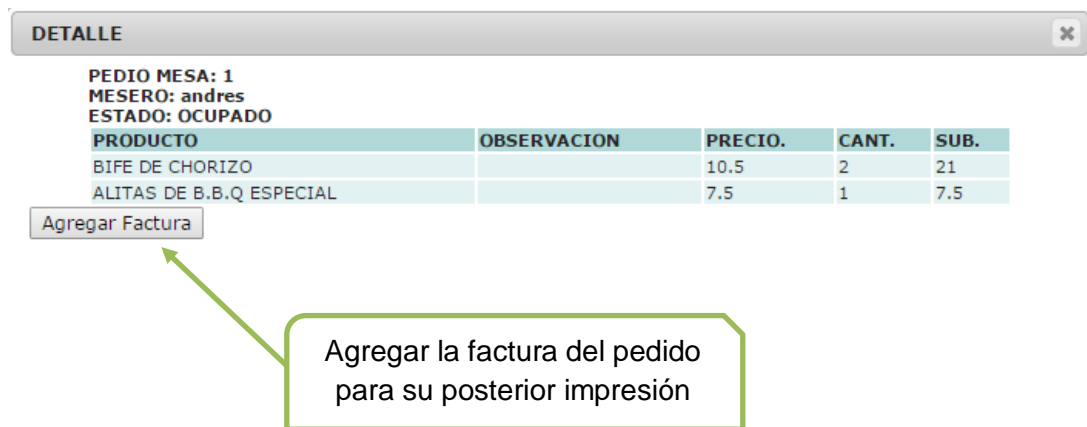 DETALLE
PEDIO MESA: 1
MESERO: andres
ESTADO: OCUPADO
PRODUCTO OBSERVACION PRECIO. CANT. SUB.
BIFE DE CHORIZO 10.5 2 21
ALITAS DE B.B.Q ESPECIAL 7.5 1 7.5
Agregar Factura
Agregar la factura del pedido
para su posterior impresión